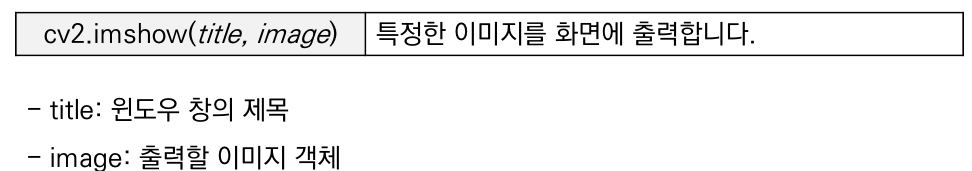 cv2.imshow(title, image) 특정한 이미지를 화면에 출력합니다.
- title: 윈도우 창의 제목
- image: 출력할 이미지 객체